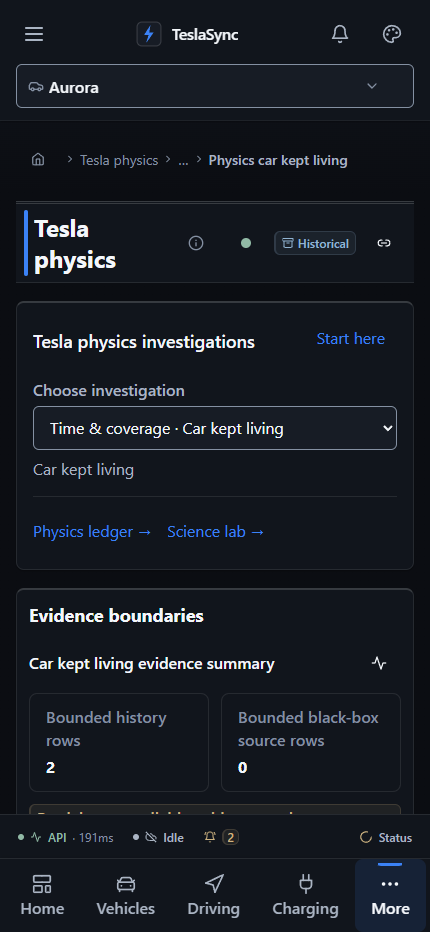 TeslaSync
Aurora
Tesla physics
...
Physics car kept living
Tesla
physics
Historical
Tesla physics investigations
Start here
Choose investigation
Time & coverage · Car kept living
Car kept living
Physics ledger →
Science lab →
Evidence boundaries
Car kept living evidence summary
Bounded history
rows
2
Bounded black-box
source rows
0
API · 191ms
Idle
2
Status
Home
Vehicles
Driving
Charging
More